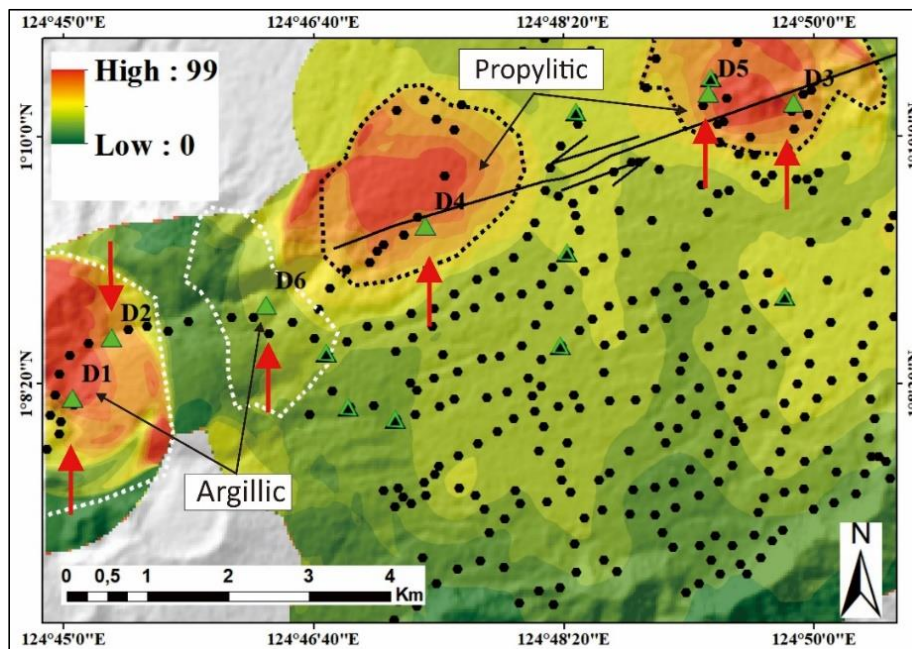 124°45'0"E 124°46'40"E 124°48'20"E 124°50'0"E
High : 99
Low : 0
Propylitic
D5
D3
1°10'0"N
D4
D6
D2
D1
1°8'20"N
Argillic
N
0 0,5 1 2 3 4
Km
124°45'0"E 124°46'40"E 124°48'20"E 124°50'0"E